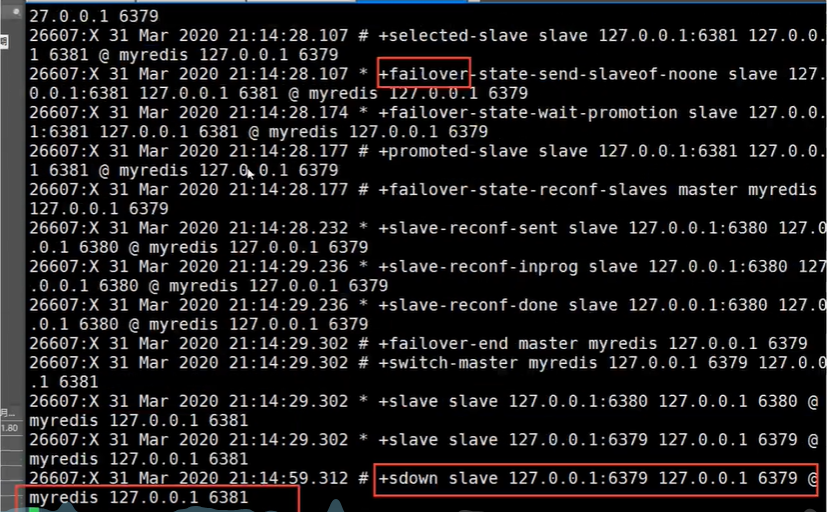 27.0.0.1 6379
26607:X 31 Mar 2020 21:14:28.107 # +selected-slave slave 127.0.0.1:6381 127.0.0.
1 6381 @ myredis 127.0.0.1 6379
26607:X 31 Mar 2020 21:14:28.107 * +failover-state-send-slaveof-noone slave 127.
0.0.1:6381 127.0.0.1 6381 @ myredis 127.0.0.1 6379
26607:X 31 Mar 2020 21:14:28.174 * +failover-state-wait-promotion slave 127.0.0.
1:6381 127.0.0.1 6381 @ myredis 127.0.0.1 6379
26607:X 31 Mar 2020 21:14:28.177 # +promoted-slave slave 127.0.0.1:6381 127.0.0.
1 6381 @ myredis 127.0.0.1 6379
26607:X 31 Mar 2020 21:14:28.177 # +failover-state-reconf-slaves master myredis
127.0.0.1 6379
26607:X 31 Mar 2020 21:14:28.232 * +slave-reconf-sent slave 127.0.0.1:6380 127.0
.0.1 6380 @ myredis 127.0.0.1 6379
26607:X 31 Mar 2020 21:14:29.236 * +slave-reconf-inprog slave 127.0.0.1:6380 127
.0.0.1 6380 @ myredis 127.0.0.1 6379
26607:X 31 Mar 2020 21:14:29.236 * +slave-reconf-done slave 127.0.0.1:6380 127.0
.0.1 6380 @ myredis 127.0.0.1 6379
26607:X 31 Mar 2020 21:14:29.302 # +failover-end master myredis 127.0.0.1 6379
26607:X 31 Mar 2020 21:14:29.302 # +switch-master myredis 127.0.0.1 6379 127.0.0
.1 6381
26607:X 31 Mar 2020 21:14:29.302 * +slave slave 127.0.0.1:6380 127.0.0.1 6380 @
myredis 127.0.0.1 6381
26607:X 31 Mar 2020 21:14:29.302 * +slave slave 127.0.0.1:6379 127.0.0.1 6379 @
myredis 127.0.0.1 6381
26607:X 31 Mar 2020 21:14:59.312 # +sdown slave 127.0.0.1:6379 127.0.0.1 6379 @
myredis 127.0.0.1 6381
月...
1.80